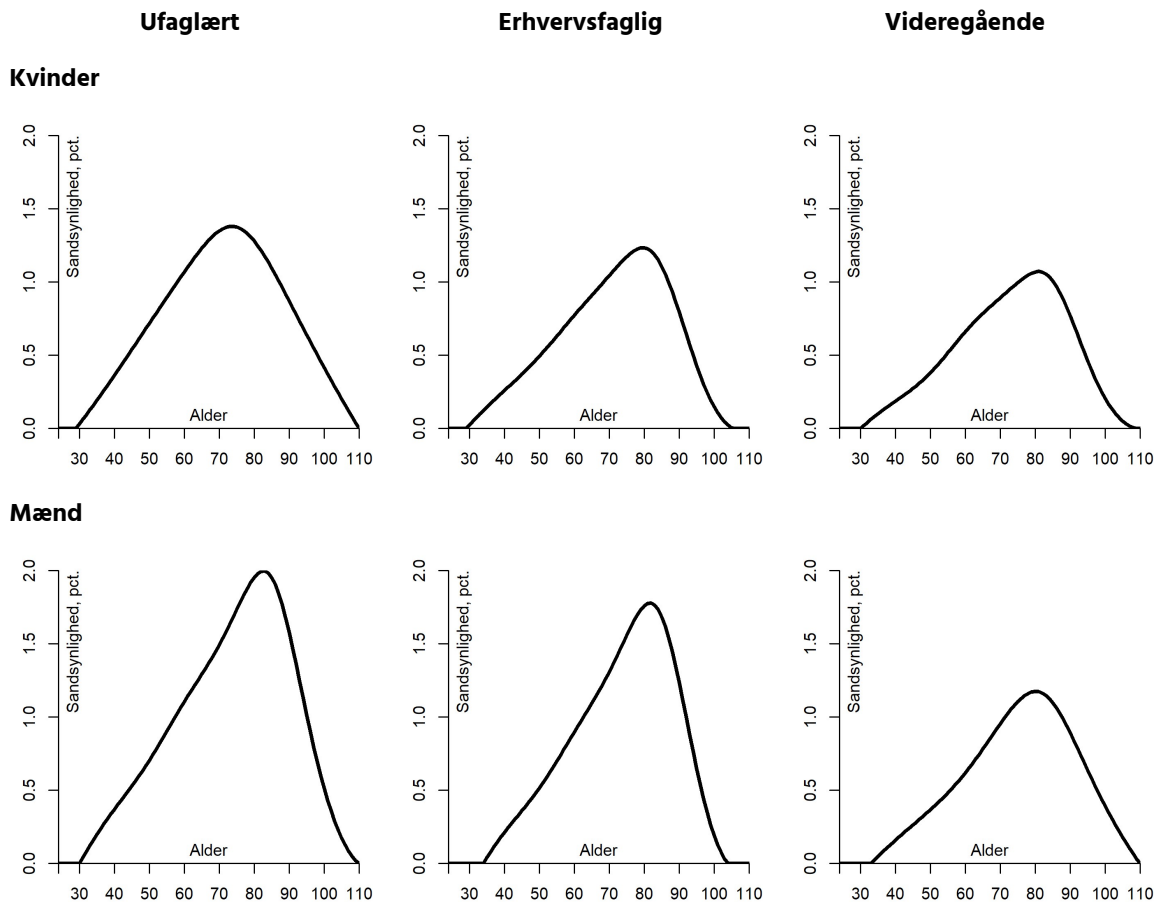 Ufaglært Erhvervsfaglig Videregående
Kvinder
Sandsynlighed, pct. Sandsynlighed, pct. Sandsynlighed, pct.
2.0 2.0 2.0
1.5 1.5 1.5
1.0 1.0 1.0
0.5 0.5 0.5
0.0 0.0 0.0
Alder Alder Alder
30 40 50 60 70 80 90 100 110 30 40 50 60 70 80 90 100 110 30 40 50 60 70 80 90 100 110
Mænd
Sandsynlighed, pct. Sandsynlighed, pct. Sandsynlighed, pct.
2.0 2.0 2.0
1.5 1.5 1.5
1.0 1.0 1.0
0.5 0.5 0.5
0.0 0.0 0.0
Alder Alder Alder
30 40 50 60 70 80 90 100 110 30 40 50 60 70 80 90 100 110 30 40 50 60 70 80 90 100 110